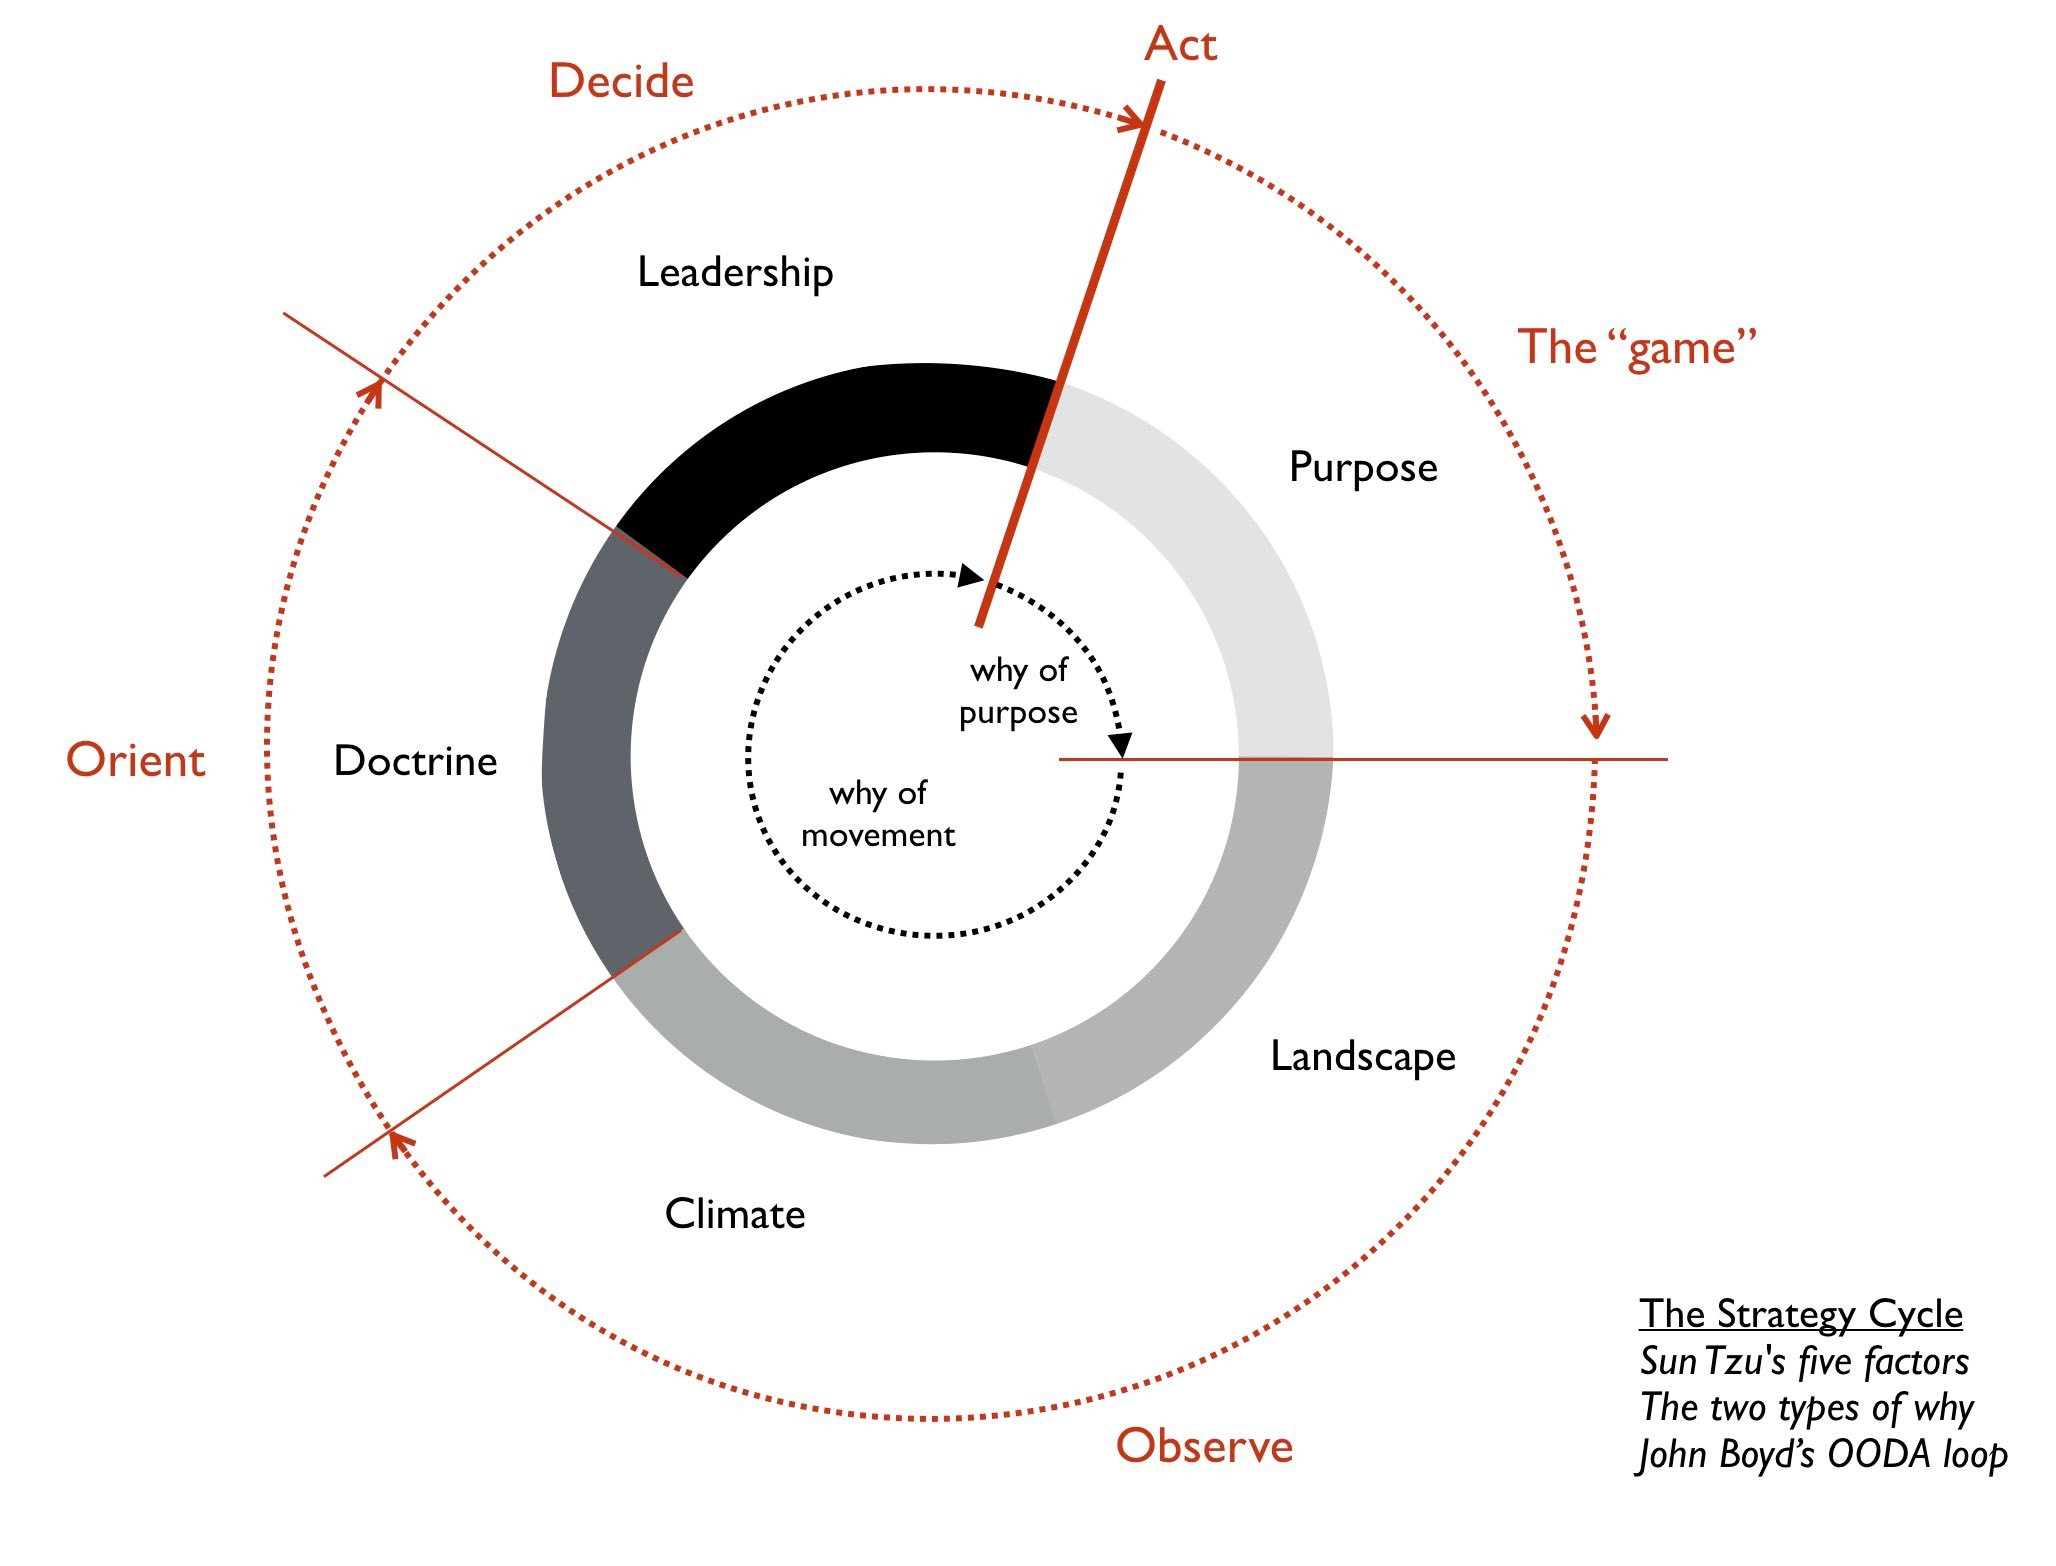 Act
Decide
Leadership
The “game”
Purpose
why of
purpose
Orient
Doctrine
why of
movement
Landscape
Climate
Observe
The Strategy Cycle
Sun Tzu's five factors
The two types of why
John Boyd’s OODA loop